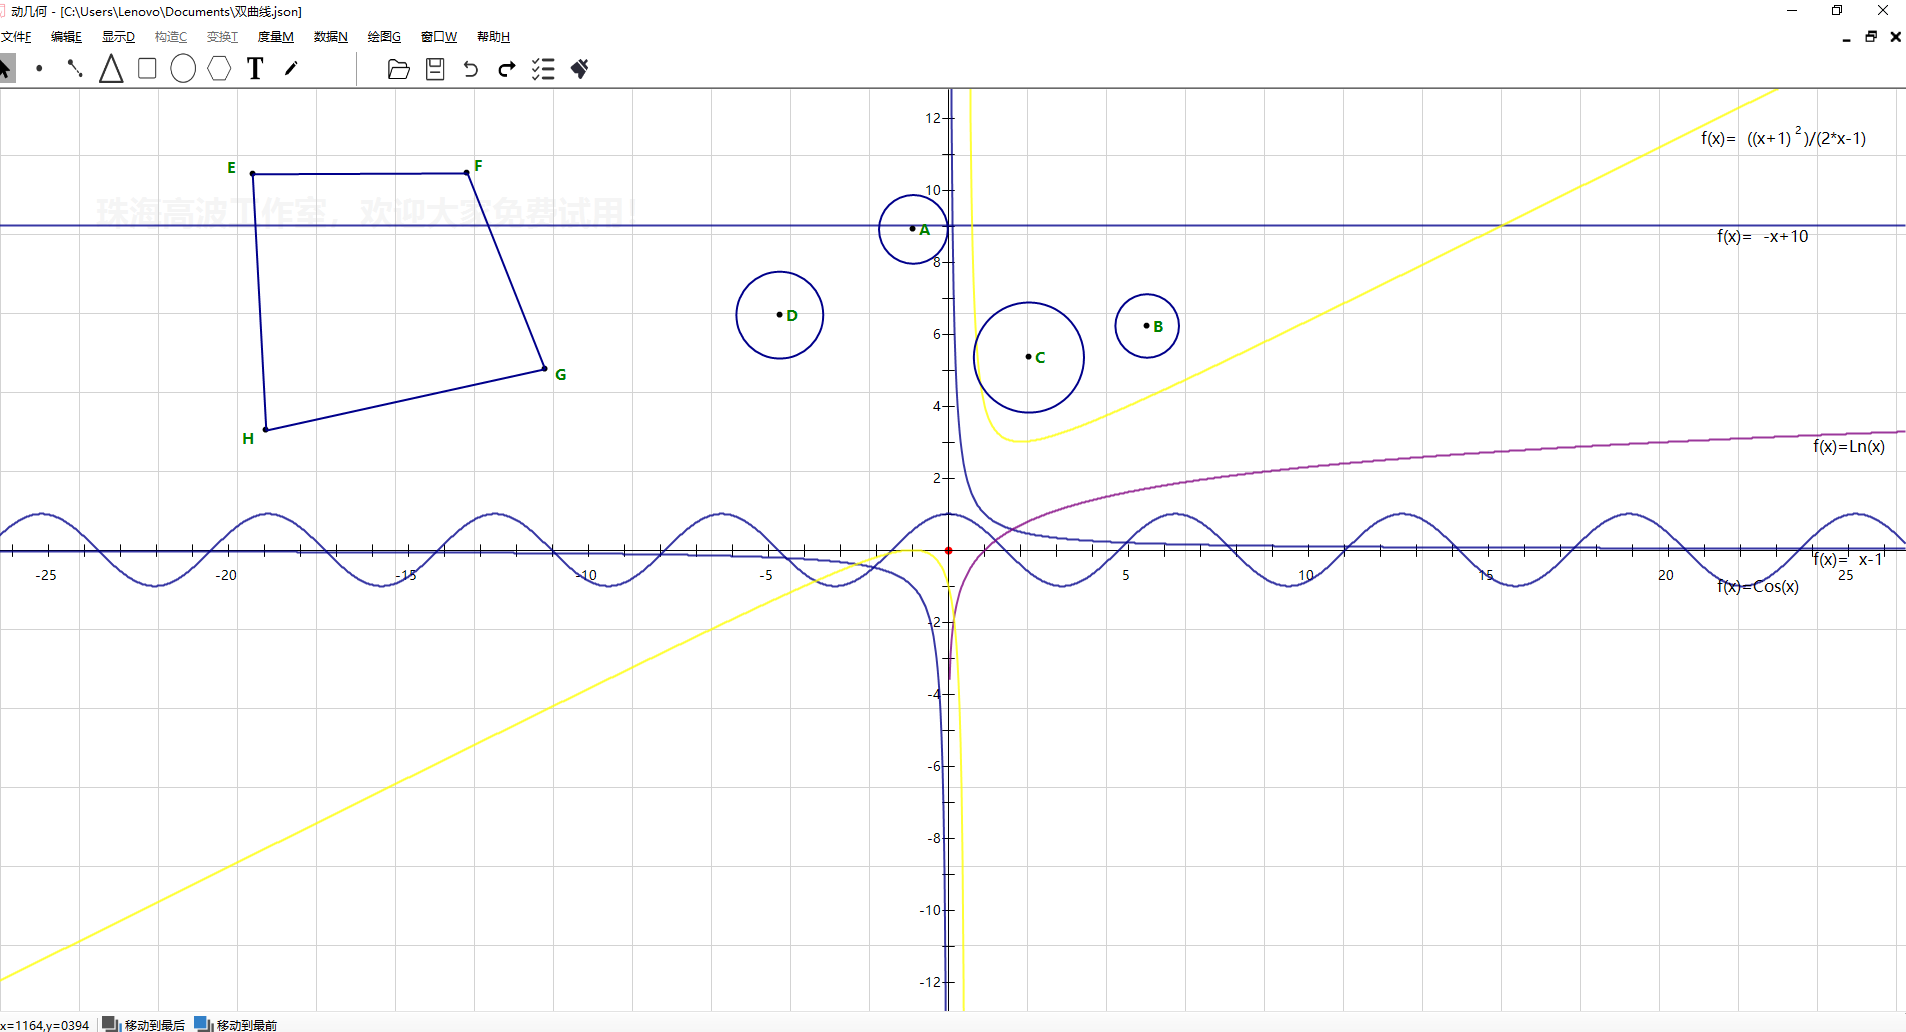 动几何 - [C:\Users\Lenovo\Documents\双曲线.json]
文件F 编辑E 显示D 构造C 变换T 度量M 数据N 绘图G 窗口W 帮助H
T
12
f(x)= ((x+1)²)/(2*x-1)
E F
10
珠海高波工作室，欢迎大家免费试用!
A
f(x)= -x+10
8
D
B
6
C
G
4
H
f(x)=Ln(x)
2
f(x)= x-1
-25 -20 -15 -10 -5 5 10 15 20 25
f(x)=Cos(x)
-2
-4
-6
-8
-10
-12
x=1164,y=0394 移动到最后 移动到最前